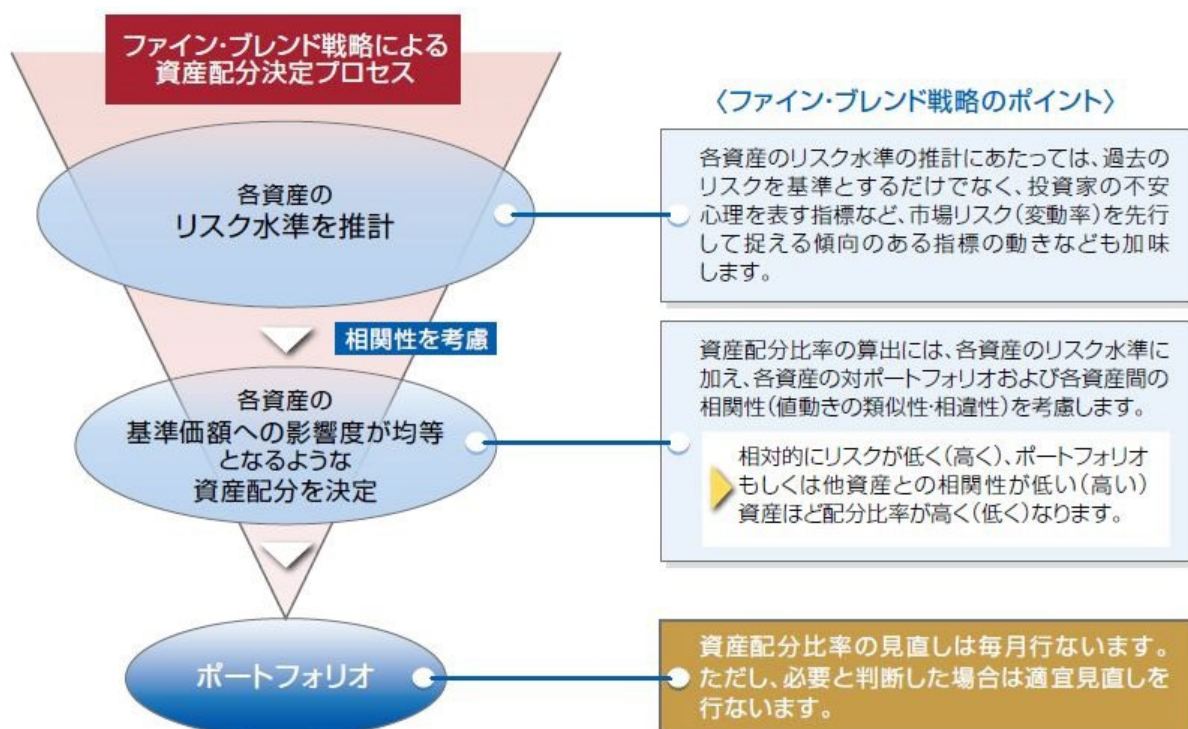 ファイン・ブレンド戦略による
資産配分決定プロセス
各資産の
リスク水準を推計
相関性を考慮
各資産の
基準価額への影響度が均等
となるような
資産配分を決定
ポートフォリオ
〈ファイン・ブレンド戦略のポイント〉
各資産のリスク水準の推計にあたっては、過去の
リスクを基準とするだけでなく、投資家の不安
心理を表す指標など、市場リスク(変動率)を先行
して捉える傾向のある指標の動きなども加味
します。
資産配分比率の算出には、各資産のリスク水準に
加え、各資産の対ポートフォリオおよび各資産間の
相関性(値動きの類似性・相違性)を考慮します。
相対的にリスクが低く(高く)、ポートフォリオ
もしくは他資産との相関性が低い(高い)
資産ほど配分比率が高く(低く)なります。
資産配分比率の見直しは毎月行ないます。
ただし、必要と判断した場合は適宜見直しを
行ないます。